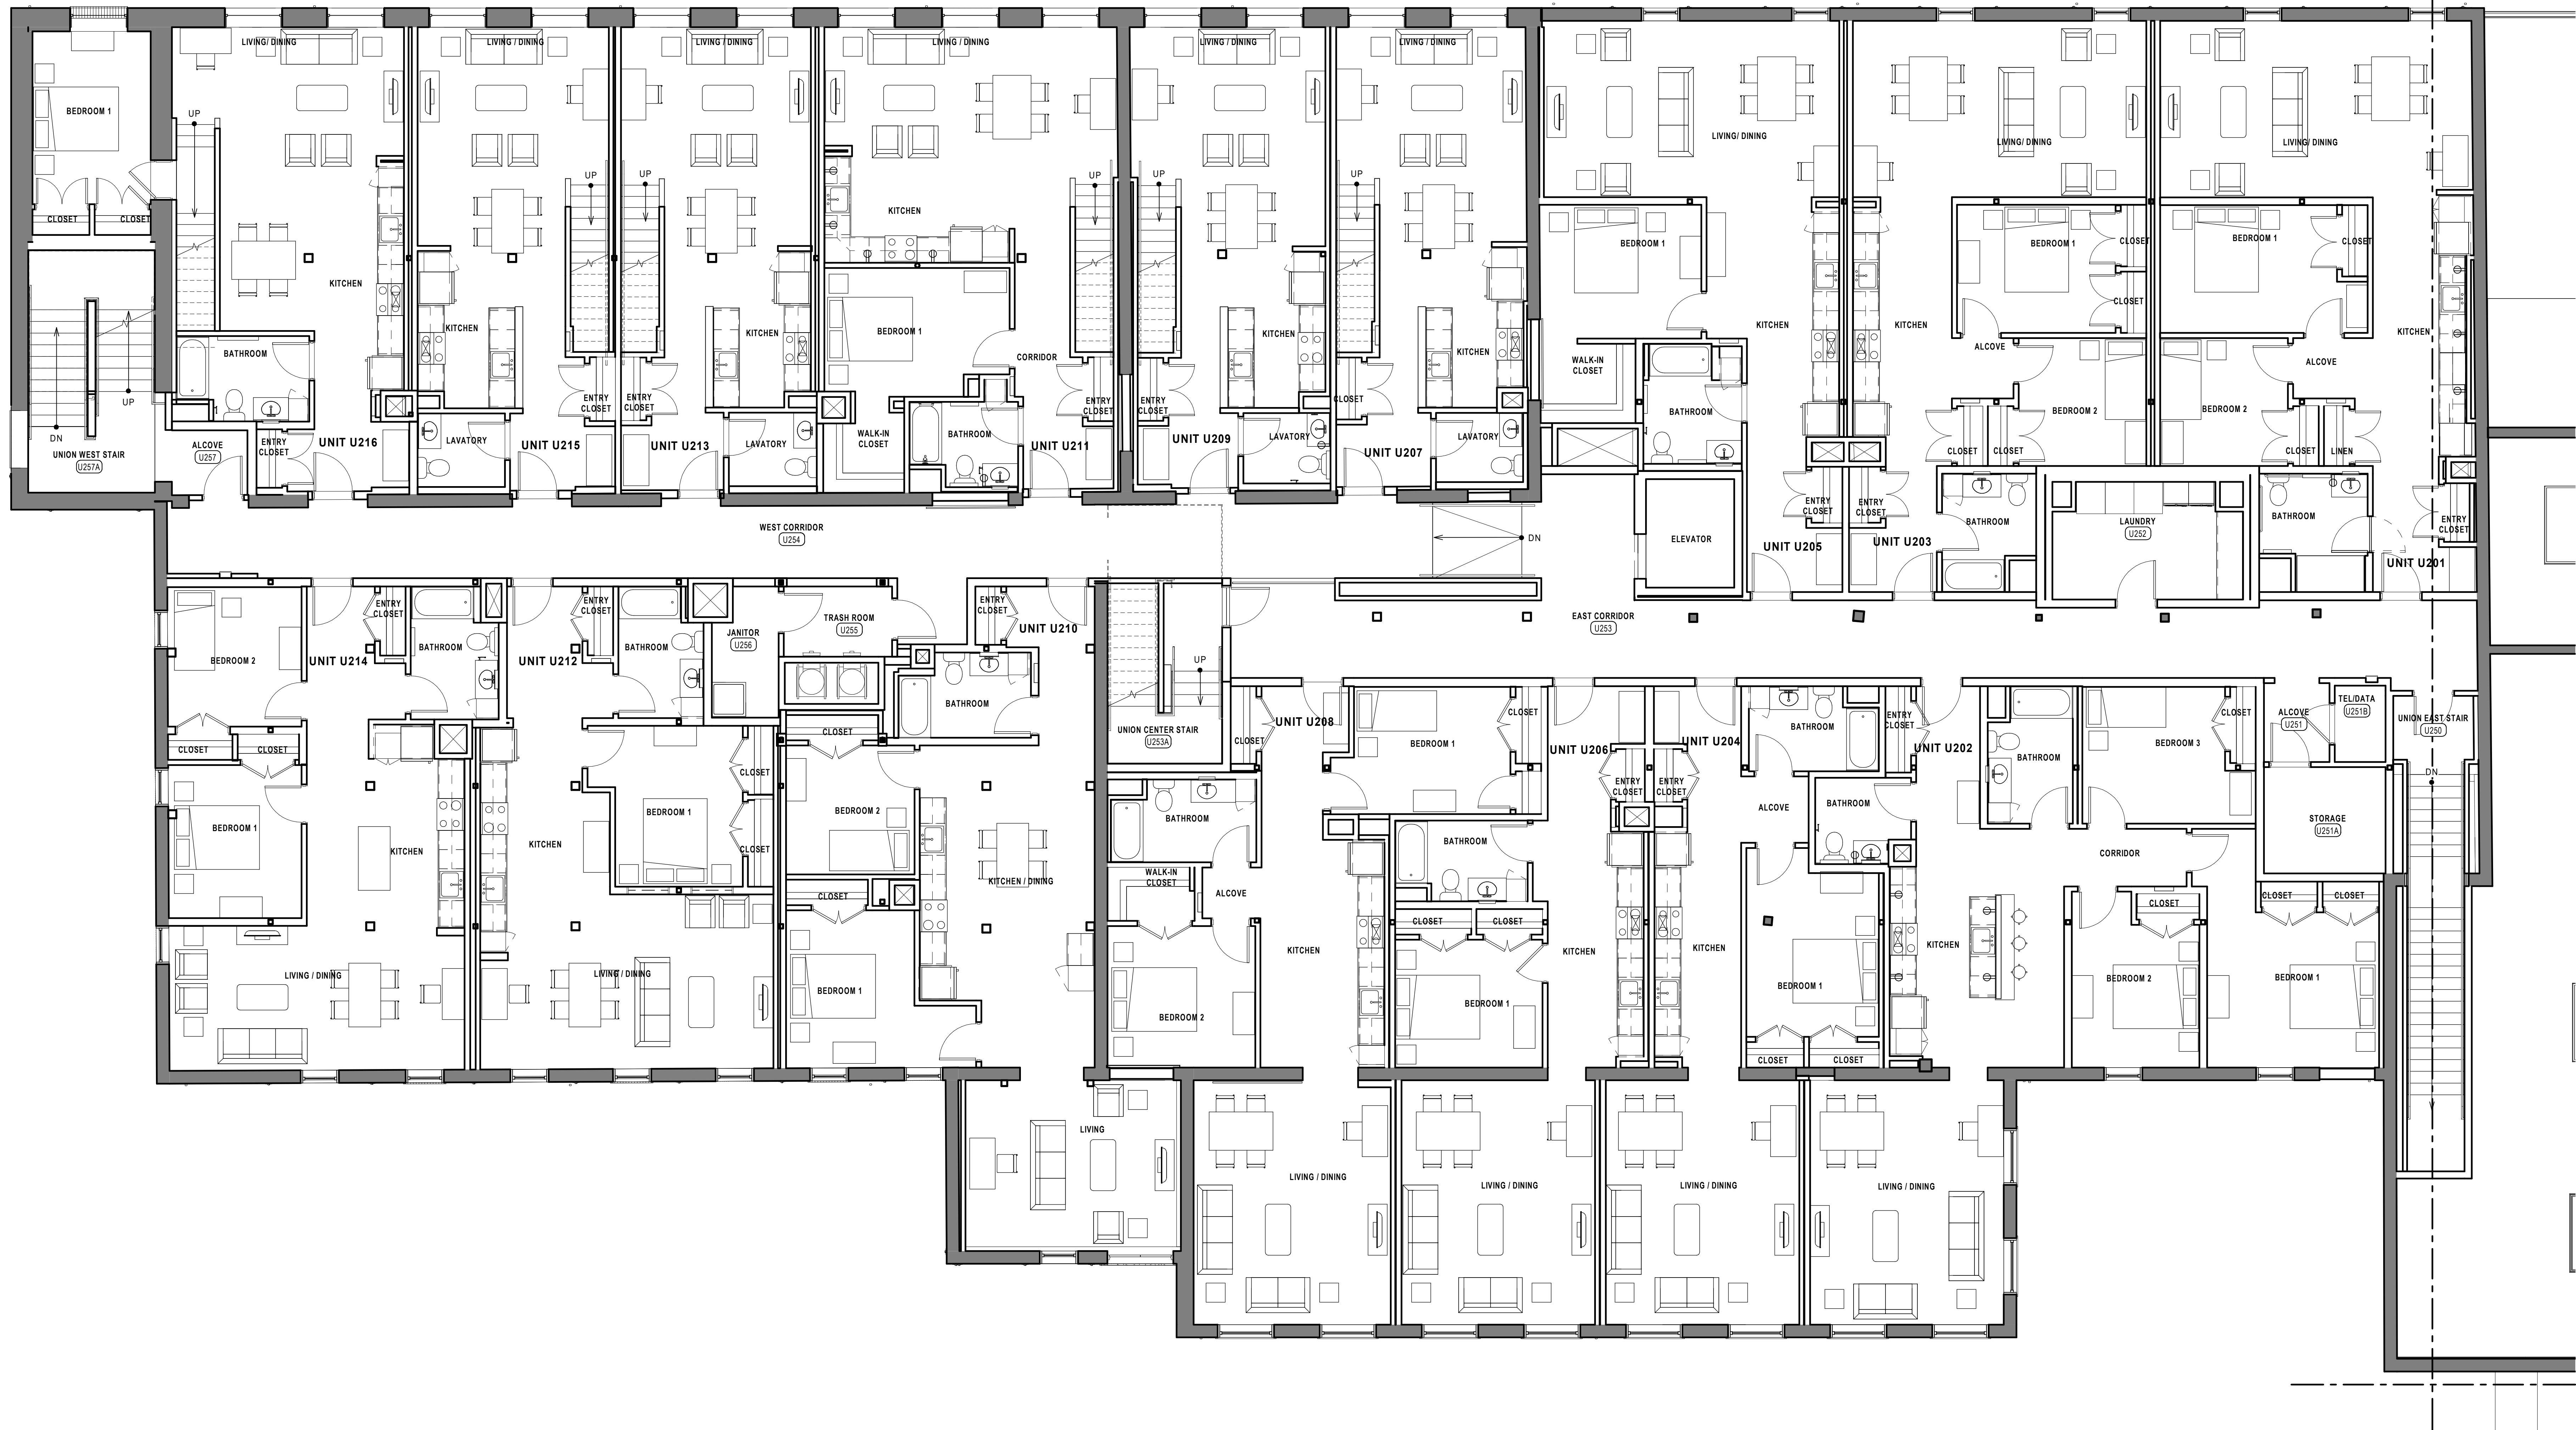 LIVING/ DINING
LIVING / DINING
LIVING / DINING
LIVING / DINING
LIVING / DINING
LIVING / DINING
BEDROOM 1
UP
LIVING/ DINING
LIVING/ DINING
LIVING/ DINING
UP
UP
UP
UP
UP
CLOSET
CLOSET
KITCHEN
BEDROOM 1
BEDROOM 1
CLOSET
BEDROOM 1
CLOSET
KITCHEN
CLOSET
KITCHEN
KITCHEN
BEDROOM 1
KITCHEN
KITCHEN
KITCHEN
KITCHEN
KITCHEN
BATHROOM
CORRIDOR
WALK-IN
CLOSET
ALCOVE
ALCOVE
UP
DN
ENTRY
CLOSET
ENTRY
CLOSET
ENTRY
CLOSET
ENTRY
CLOSET
CLOSET
BATHROOM
BEDROOM 2
BEDROOM 2
UNION WEST STAIR
U257A
ALCOVE
U257
ENTRY
CLOSET
UNIT U216
LAVATORY
UNIT U215
UNIT U213
LAVATORY
WALK-IN
CLOSET
BATHROOM
UNIT U211
UNIT U209
LAVATORY
UNIT U207
LAVATORY
CLOSET
CLOSET
CLOSET
LINEN
WEST CORRIDOR
U254
DN
ELEVATOR
ENTRY
CLOSET
UNIT U205
ENTRY
CLOSET
UNIT U203
BATHROOM
LAUNDRY
U252
BATHROOM
ENTRY
CLOSET
UNIT U201
BEDROOM 2
UNIT U214
ENTRY
CLOSET
BATHROOM
UNIT U212
ENTRY
CLOSET
BATHROOM
JANITOR
U256
TRASH ROOM
U255
ENTRY
CLOSET
UNIT U210
EAST CORRIDOR
U253
UP
BATHROOM
CLOSET
CLOSET
CLOSET
UNION CENTER STAIR
U253A
CLOSET
UNIT U208
BEDROOM 1
CLOSET
UNIT U206
UNIT U204
BATHROOM
ENTRY
CLOSET
UNIT U202
BATHROOM
BEDROOM 3
CLOSET
ALCOVE
U251
TEL/DATA
U251B
UNION EAST STAIR
U250
DN
CLOSET
BEDROOM 1
KITCHEN
KITCHEN
BEDROOM 1
CLOSET
BEDROOM 2
KITCHEN / DINING
BATHROOM
BATHROOM
ENTRY
CLOSET
ENTRY
CLOSET
ALCOVE
BATHROOM
CORRIDOR
STORAGE
U251A
CLOSET
WALK-IN
CLOSET
ALCOVE
CLOSET
CLOSET
CLOSET
CLOSET
CLOSET
KITCHEN
KITCHEN
KITCHEN
KITCHEN
LIVING / DINING
LIVING / DINING
BEDROOM 1
BEDROOM 2
BEDROOM 1
BEDROOM 1
BEDROOM 2
BEDROOM 1
CLOSET
CLOSET
LIVING
LIVING / DINING
LIVING / DINING
LIVING / DINING
LIVING / DINING